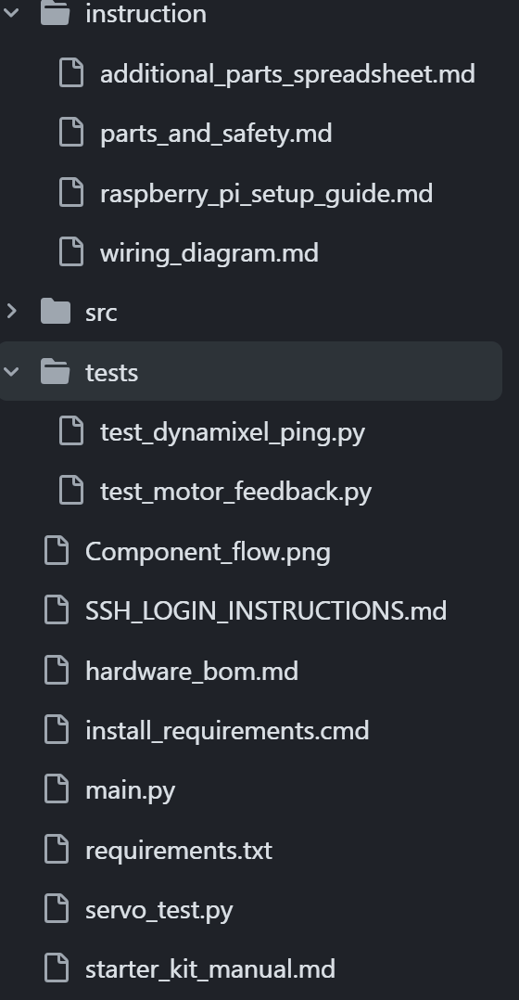 instruction
additional_parts_spreadsheet.md
parts_and_safety.md
raspberry_pi_setup_guide.md
wiring_diagram.md
src
tests
test_dynamixel_ping.py
test_motor_feedback.py
Component_flow.png
SSH_LOGIN_INSTRUCTIONS.md
hardware_bom.md
install_requirements.cmd
main.py
requirements.txt
servo_test.py
starter_kit_manual.md